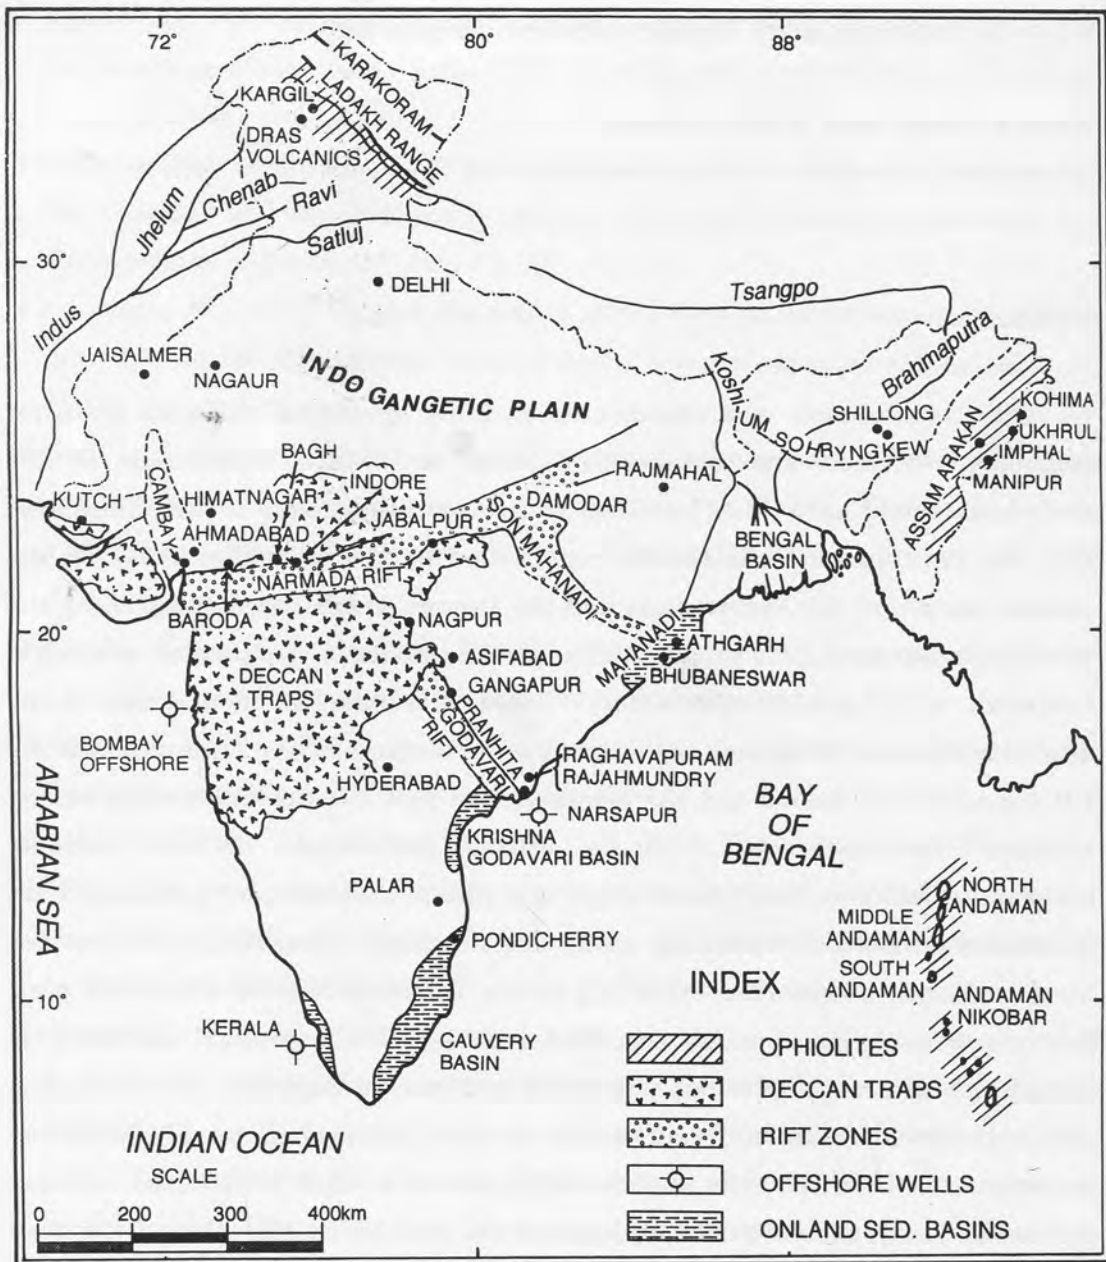 72
80
88
KARAKORAM
LADAKH RANGE
KARGIL
DRAS
VOLCANICS
Jhelum
Chenab
Ravi
Satluj
30°
DELHI
Tsangpo
Indus
JAISALMER
NAGAUR
INDO
GANGETIC PLAIN
Koshi
Brahmaputra
UM SOHRYNGKEW
SHILLONG
KOHIMA
UKHRUL
IMPHAL
MANIPUR
ASSAM ARAKAN
BAGH
INDORE
RAJMAHAL
KUTCH
CAMBAY
HIMATNAGAR
AHMADABAD
JABALPUR
DAMODAR
SON MAHANADI
BENGAL
BASIN
NARMADA RIFT
BARODA
20°
NAGPUR
MAHANADI
ATHGARH
BHUBANESWAR
DECCAN
TRAPS
ASIFABAD
GANGAPUR
PRANHITA
GODAVARI
RIFT
BOMBAY
OFFSHORE
HYDERABAD
RAGHAVAPURAM
RAJAHMUNDRY
NARSAPUR
ARABIAN SEA
BAY
OF
BENGAL
KRISHNA
GODAVARI BASIN
PALAR
PONDICHERRY
NORTH
ANDAMAN
MIDDLE
ANDAMAN
SOUTH
ANDAMAN
ANDAMAN
NIKOBAR
10°
KERALA
CAUVERY
BASIN
INDEX
OPHIOLITES
DECCAN TRAPS
RIFT ZONES
OFFSHORE WELLS
ONLAND SED. BASINS
INDIAN OCEAN
SCALE
0 200 300 400km